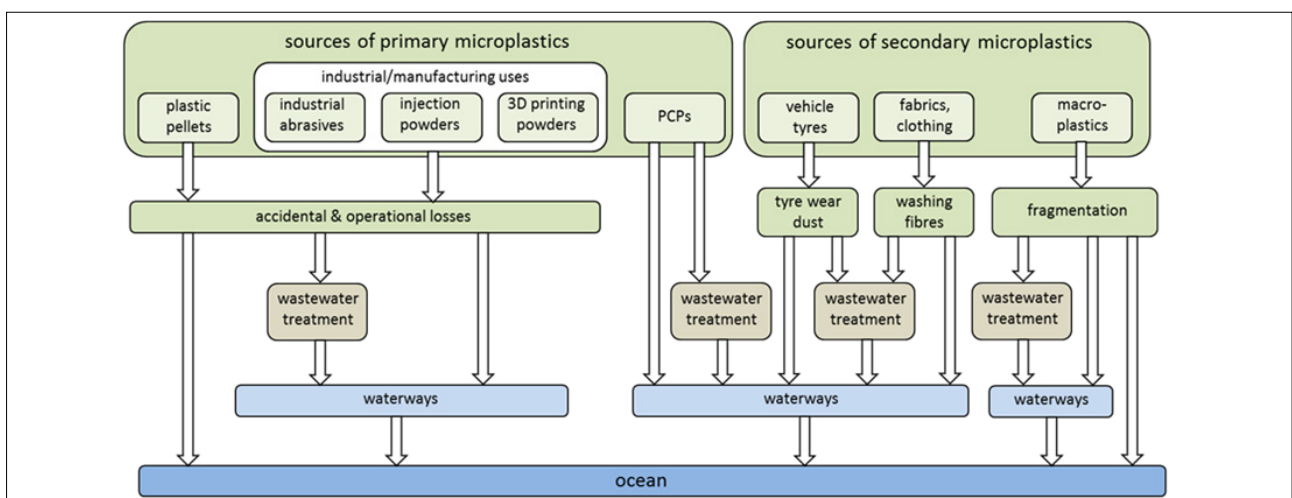 sources of primary microplastics
sources of secondary microplastics
industrial/manufacturing uses
plastic
pellets
industrial
abrasives
injection
powders
3D printing
powders
PCPs
vehicle
tyres
fabrics,
clothing
macro-
plastics
accidental & operational losses
tyre wear
dust
washing
fibres
fragmentation
wastewater
treatment
wastewater
treatment
wastewater
treatment
wastewater
treatment
waterways
waterways
waterways
ocean